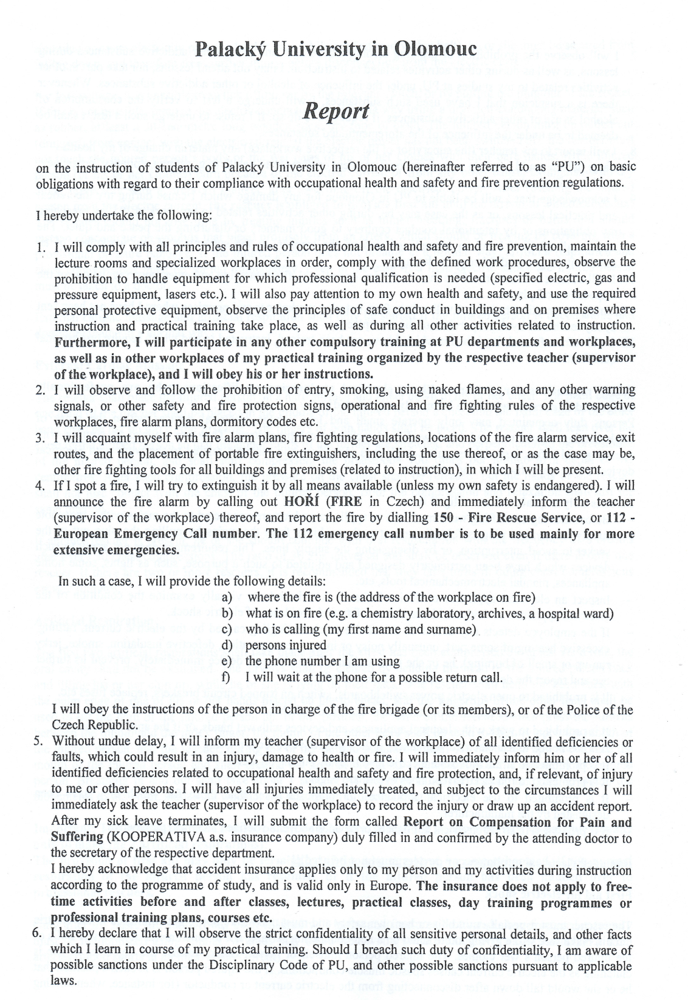 Palacký University in Olomouc
Report
on the instruction of students of Palacký University in Olomouc (hereinafter referred to as “PU”) on basic
obligations with regard to their compliance with occupational health and safety and fire prevention regulations.
I hereby undertake the following:
1. I will comply with all principles and rules of occupational health and safety and fire prevention, maintain the
lecture rooms and specialized workplaces in order, comply with the defined work procedures, observe the
prohibition to handle equipment for which professional qualification is needed (specified electric, gas and
pressure equipment, lasers etc.). I will also pay attention to my own health and safety, and use the required
personal protective equipment, observe the principles of safe conduct in buildings and on premises where
instruction and practical training take place, as well as during all other activities related to instruction.
Furthermore, I will participate in any other compulsory training at PU departments and workplaces,
as well as in other workplaces of my practical training organized by the respective teacher (supervisor
of the workplace), and I will obey his or her instructions.
2. I will observe and follow the prohibition of entry, smoking, using naked flames, and any other warning
signals, or other safety and fire protection signs, operational and fire fighting rules of the respective
workplaces, fire alarm plans, dormitory codes etc.
3. I will acquaint myself with fire alarm plans, fire fighting regulations, locations of the fire alarm service, exit
routes, and the placement of portable fire extinguishers, including the use thereof, or as the case may be,
other fire fighting tools for all buildings and premises (related to instruction), in which I will be present.
4. If I spot a fire, I will try to extinguish it by all means available (unless my own safety is endangered). I will
announce the fire alarm by calling out HOŘÍ (FIRE in Czech) and immediately inform the teacher
(supervisor of the workplace) thereof, and report the fire by dialling 150 - Fire Rescue Service, or 112 -
European Emergency Call number. The 112 emergency call number is to be used mainly for more
extensive emergencies.
In such a case, I will provide the following details:
a) where the fire is (the address of the workplace on fire)
b) what is on fire (e.g. a chemistry laboratory, archives, a hospital ward)
c) who is calling (my first name and surname)
d) persons injured
e) the phone number I am using
f) I will wait at the phone for a possible return call.
I will obey the instructions of the person in charge of the fire brigade (or its members), or of the Police of the
Czech Republic.
5. Without undue delay, I will inform my teacher (supervisor of the workplace) of all identified deficiencies or
faults, which could result in an injury, damage to health or fire. I will immediately inform him or her of all
identified deficiencies related to occupational health and safety and fire protection, and, if relevant, of injury
to me or other persons. I will have all injuries immediately treated, and subject to the circumstances I will
immediately ask the teacher (supervisor of the workplace) to record the injury or draw up an accident report.
After my sick leave terminates, I will submit the form called Report on Compensation for Pain and
Suffering (KOOPERATIVA a.s. insurance company) duly filled in and confirmed by the attending doctor to
the secretary of the respective department.
I hereby acknowledge that accident insurance applies only to my person and my activities during instruction
according to the programme of study, and is valid only in Europe. The insurance does not apply to free-
time activities before and after classes, lectures, practical classes, day training programmes or
professional training plans, courses etc.
6. I hereby declare that I will observe the strict confidentiality of all sensitive personal details, and other facts
which I learn in course of my practical training. Should I breach such duty of confidentiality, I am aware of
possible sanctions under the Disciplinary Code of PU, and other possible sanctions pursuant to applicable
laws.